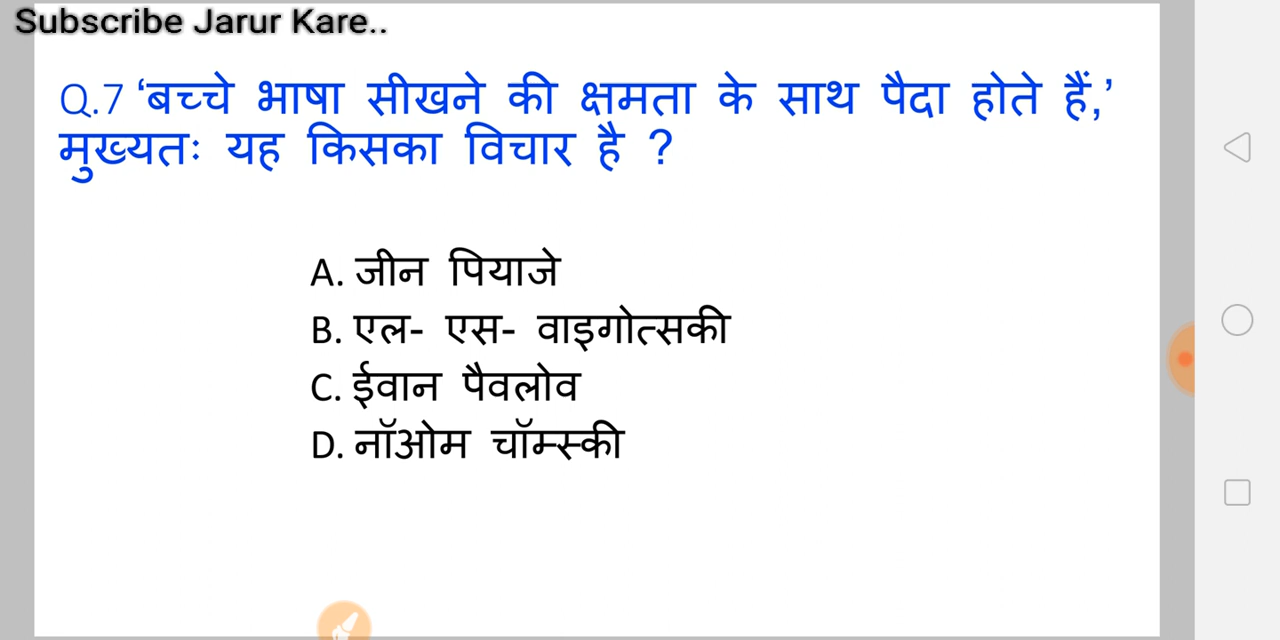 Subscribe Jarur Kare..
Q.7 ‘बच्चे भाषा सीखने की क्षमता के साथ पैदा होते हैं,’
मुख्यतः यह किसका विचार है ?
A. जीन पियाजे
B. एल- एस- वाइगोत्सकी
C. ईवान पैवलोव
D. नॉओम चॉम्स्की